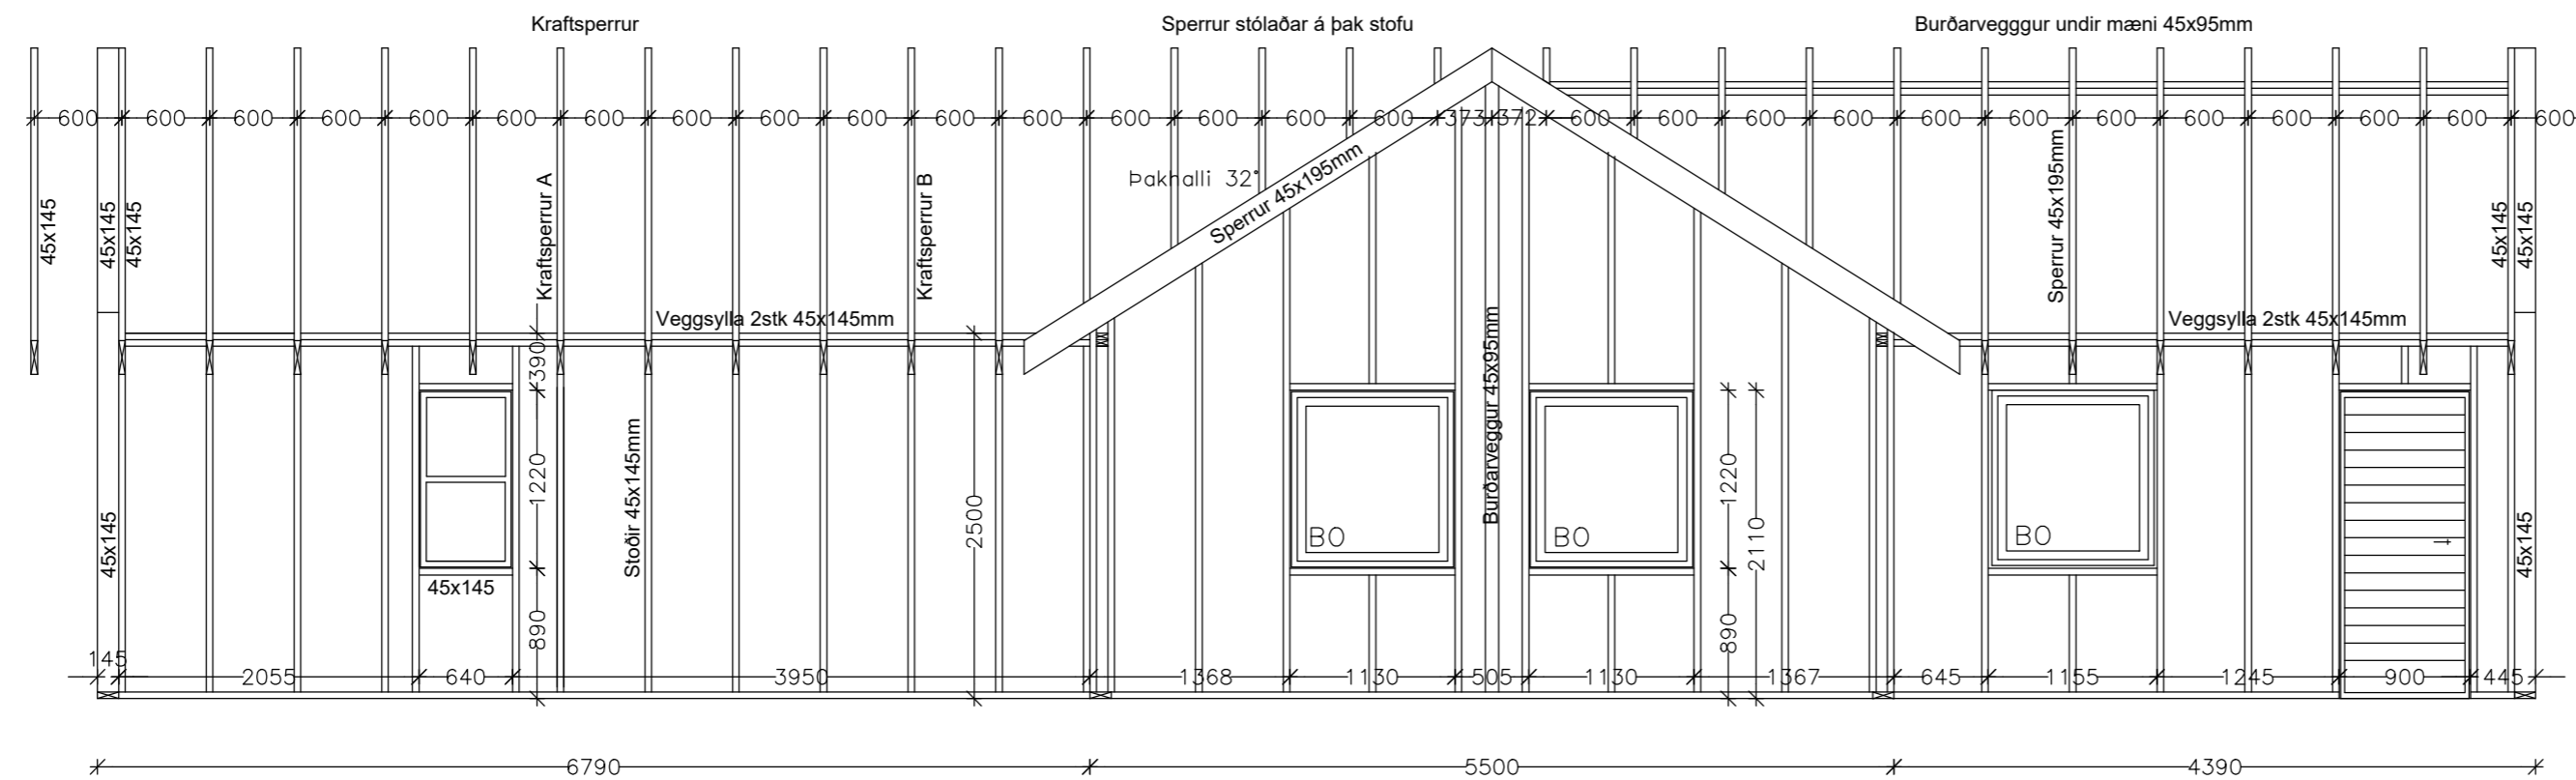 Kraftsperrur
Sperrur stólaðar á þak stofu
Burðarvegggur undir mæni 45x95mm
600 600 600 600 600 600 600 600 600 600 600 600 600 600 600 600 373 372 600 600 600 600 600 600 600 600 600 600 600 600
45x145
45x145
45x145
Kraftsperrur A
Kraftsperrur B
Þakhalli 32°
Sperrur 45x195mm
Sperrur 45x195mm
45x145
45x145
Veggsylla 2stk 45x145mm
Veggsylla 2stk 45x145mm
390
1220
890
2500
45x145
45x145
Stoðir 45x145mm
Burðarveggur 45x95mm
BO
BO
BO
1220
890
2110
45x145
145 2055 640 3950 1368 1130 505 1130 1367 645 1155 1245 900 445
6790 5500 4390